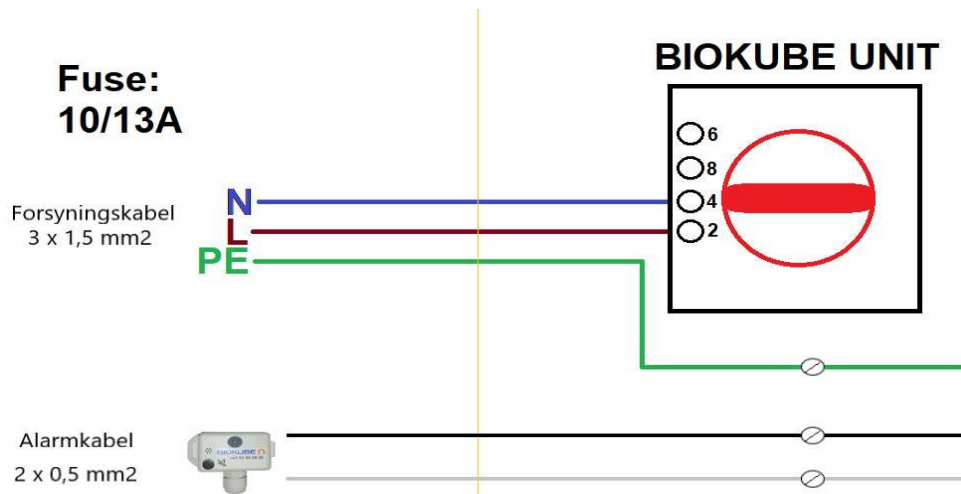 BIOKUBE UNIT
Fuse:
10/13A
6
8
4
2
Forsyningskabel
3 x 1,5 mm2
N
L
PE
Alarmkabel
2 x 0,5 mm2
BIOKUBE